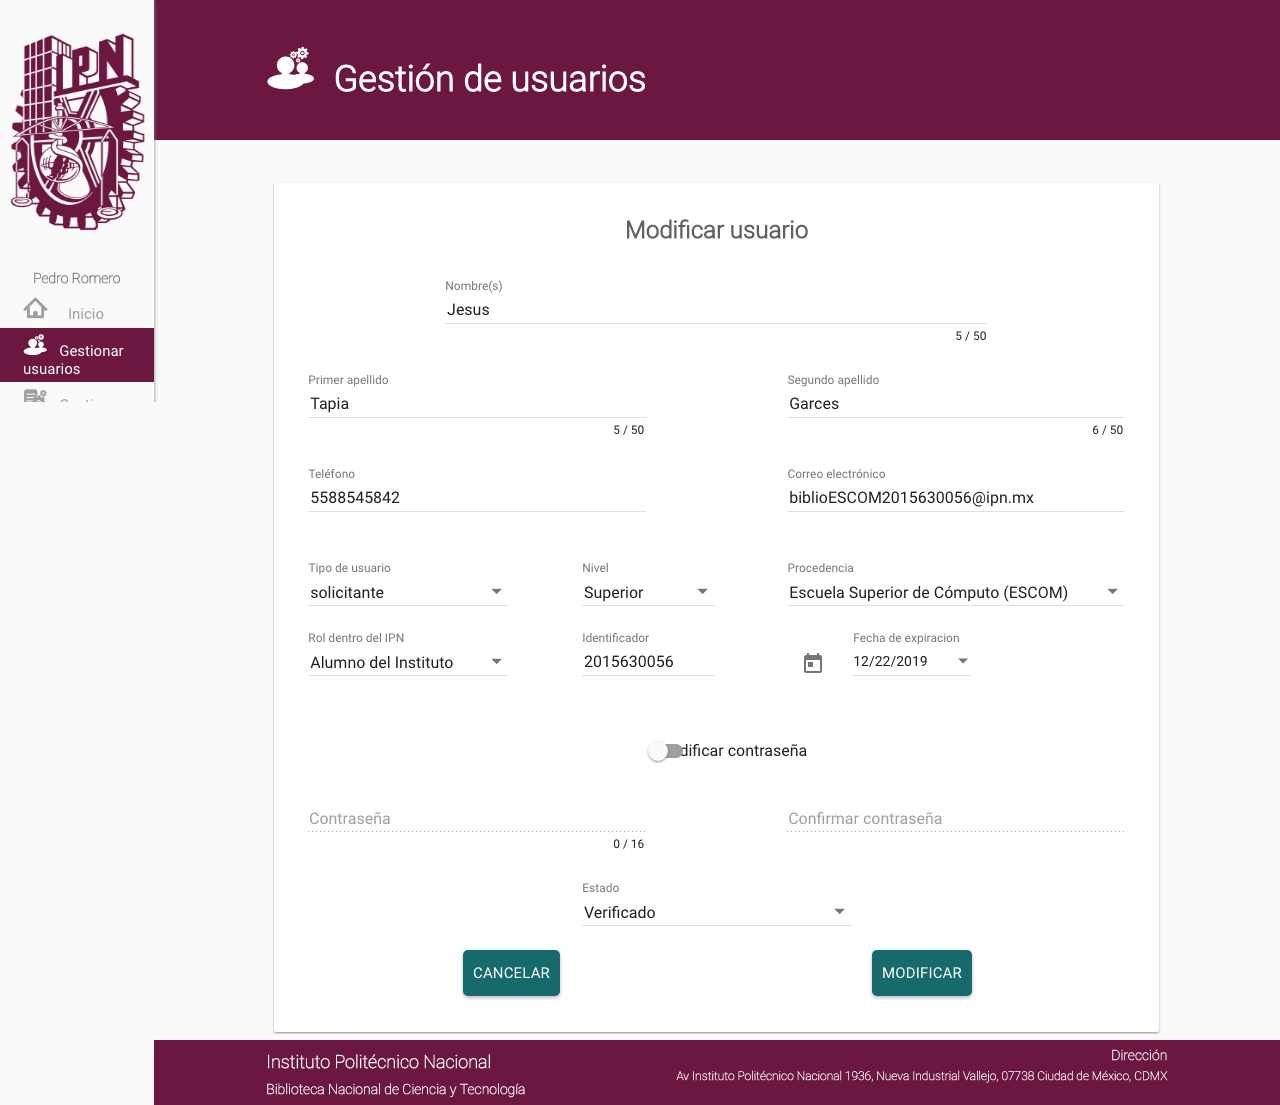 IPN
Gestión de usuarios
Pedro Romero
Inicio
Gestionar
usuarios
Modificar usuario
Nombre(s)
Jesus
5 / 50
Primer apellido
Segundo apellido
Tapia
Garces
5 / 50
6 / 50
Teléfono
Correo electrónico
5588545842
biblioESCOM2015630056@ipn.mx
Tipo de usuario
Nivel
Procedencia
solicitante
Superior
Escuela Superior de Cómputo (ESCOM)
Rol dentro del IPN
Identificador
Fecha de expiracion
Alumno del Instituto
2015630056
12/22/2019
dificar contraseña
Contraseña
Confirmar contraseña
0 / 16
Estado
Verificado
CANCELAR
MODIFICAR
Instituto Politécnico Nacional
Biblioteca Nacional de Ciencia y Tecnología
Dirección
Av Instituto Politécnico Nacional 1936, Nueva Industrial Vallejo, 07738 Ciudad de México, CDMX